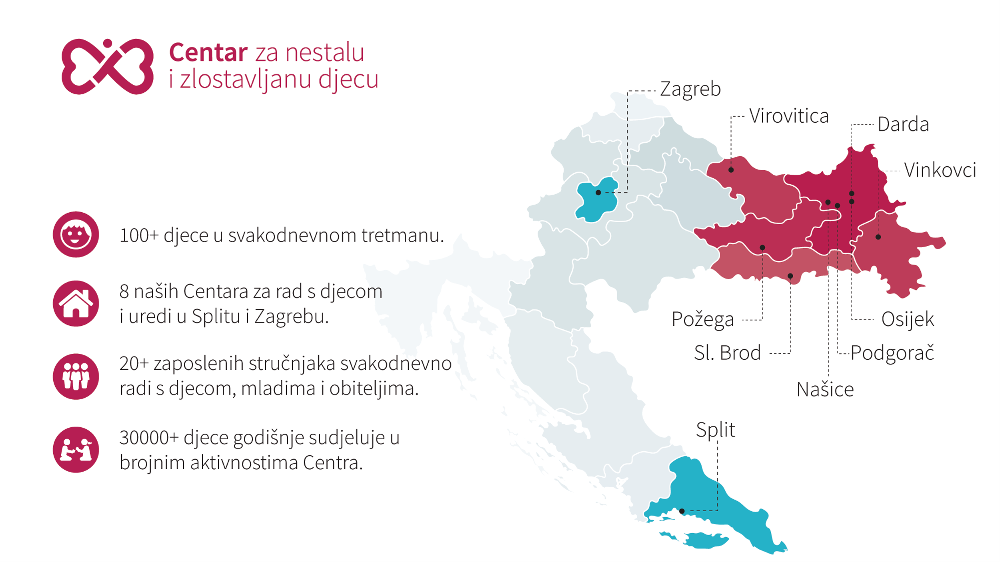 Centar za nestalu
i zlostavljanu djecu
100+ djece u svakodnevnom tretmanu.
8 naših Centara za rad s djecom
i uredi u Splitu i Zagrebu.
20+ zaposlenih stručnjaka svakodnevno
radi s djecom, mladima i obiteljima.
30000+ djece godišnje sudjeluje u
brojnim aktivnostima Centra.
Zagreb
Virovitica
Darda
Vinkovci
Požega
Osijek
Sl. Brod
Podgorač
Našice
Split